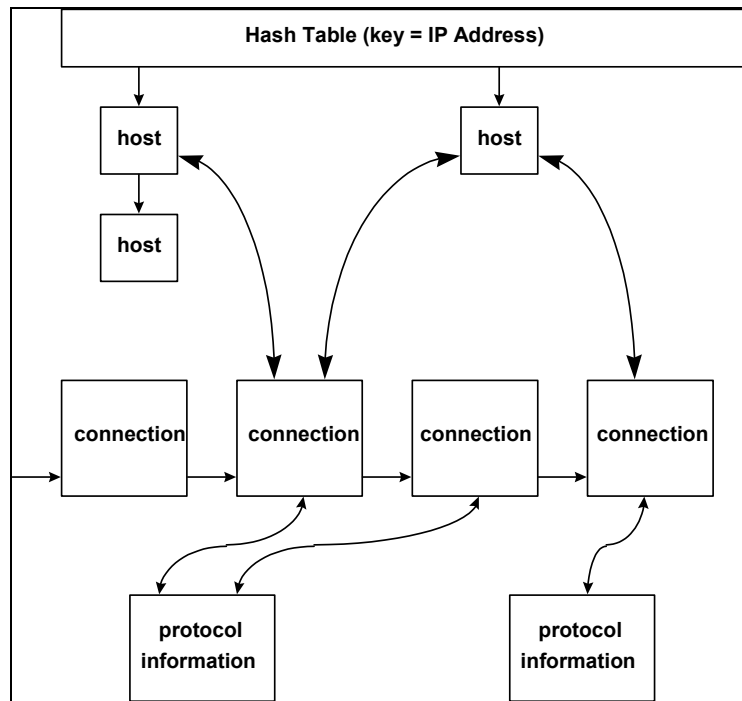 Hash Table (key = IP Address)
host
host
host
connection
connection
connection
connection
protocol
information
protocol
information